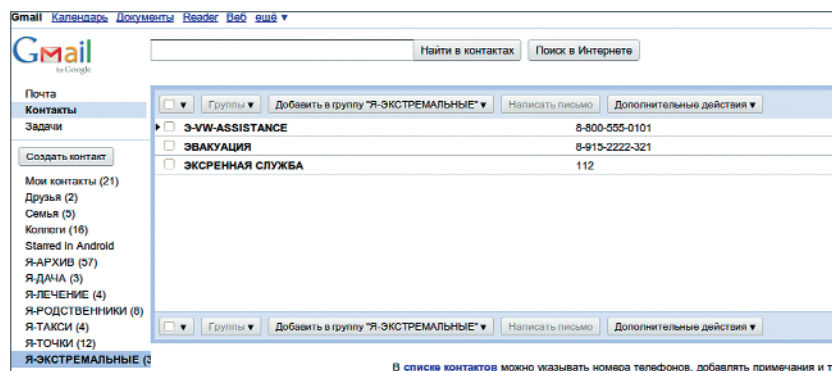 Gmail Календарь Документы Reader Веб ещё ▼
Gmail
by Google
Найти в контактах Поиск в Интернете
Почта
Контакты
Задачи
Создать контакт
Мои контакты (21)
Друзья (2)
Семья (5)
Коллеги (16)
Starred in Android
Я-АРХИВ (57)
Я-ДАЧА (3)
Я-ЛЕЧЕНИЕ (4)
Я-РОДСТВЕННИКИ (8)
Я-ТАКСИ (4)
Я-ТОЧКИ (12)
Я-ЭКСТРЕМАЛЬНЫЕ (3
Группы ▼ Добавить в группу "Я-ЭКСТРЕМАЛЬНЫЕ" ▼ Написать письмо Дополнительные действия ▼
Э-VW-ASSISTANCE 8-800-555-0101
ЭВАКУАЦИЯ 8-915-2222-321
ЭКСРЕННАЯ СЛУЖБА 112
Группы ▼ Добавить в группу "Я-ЭКСТРЕМАЛЬНЫЕ" ▼ Написать письмо Дополнительные действия ▼
В списке контактов можно указывать номера телефонов, добавлять примечания и т